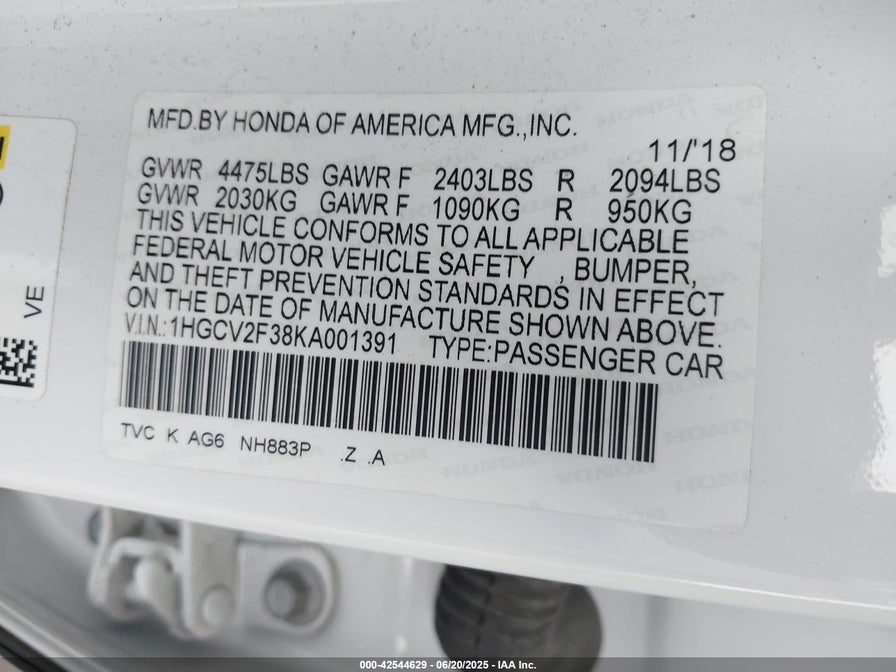 MFD.BY HONDA OF AMERICA MFG.,INC.
11/'18
GVWR 4475LBS GAWR F 2403LBS R 2094LBS
GVWR 2030KG GAWR F 1090KG R 950KG
THIS VEHICLE CONFORMS TO ALL APPLICABLE
FEDERAL MOTOR VEHICLE SAFETY , BUMPER,
AND THEFT PREVENTION STANDARDS IN EFFECT
ON THE DATE OF MANUFACTURE SHOWN ABOVE.
V.I.N.:1HGCV2F38KA001391 TYPE:PASSENGER CAR
TVC K AG6 NH883P .Z .A
VE
HONDA HONDA HONDA
000-42544629 - 06/20/2025 - IAA Inc.